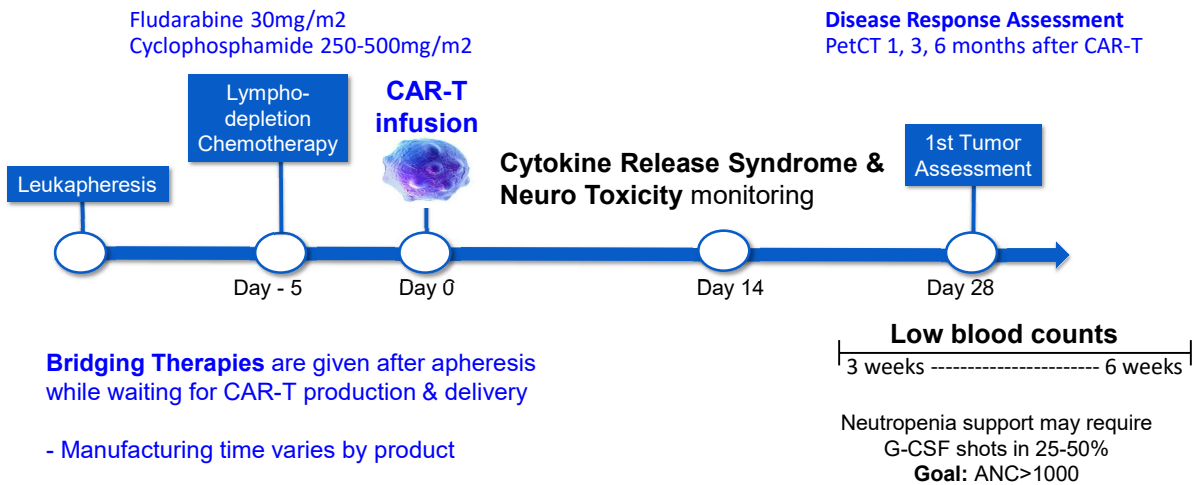 Fludarabine 30mg/m2
Cyclophosphamide 250-500mg/m2
Disease Response Assessment
PetCT 1, 3, 6 months after CAR-T
Leukapheresis
Lympho-
depletion
Chemotherapy
CAR-T
infusion
Cytokine Release Syndrome &
Neuro Toxicity monitoring
1st Tumor
Assessment
Day - 5
Day 0
Day 14
Day 28
Bridging Therapies are given after apheresis
while waiting for CAR-T production & delivery
- Manufacturing time varies by product
Low blood counts
3 weeks ----------------------- 6 weeks
Neutropenia support may require
G-CSF shots in 25-50%
Goal: ANC>1000